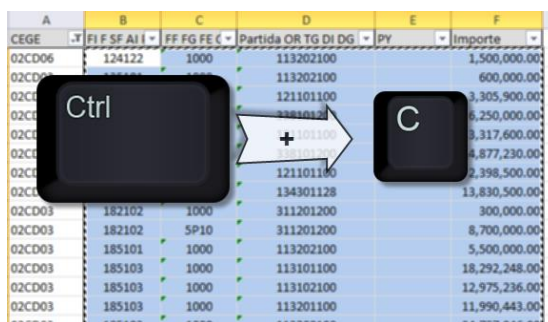 A B C D E F
CEGE FI F SF AI FF FG FE Partida OR TG DI DG PY Importe
02CD06 124122 1000 113202100 1,500,000.00
113202100 600,000.00
121101100 3,305,900.00
6,250,000.00
3,317,600.00
4,877,230.00
121101100 2,398,500.00
134301128 13,830,500.00
Ctrl + C
02CD03 182102 1000 311201200 300,000.00
02CD03 182102 5P10 311201200 8,700,000.00
02CD03 185101 1000 113202100 5,500,000.00
02CD03 185103 1000 113101100 18,292,248.00
02CD03 185103 1000 113102100 12,975,236.00
02CD03 185103 1000 113201100 11,990,443.00